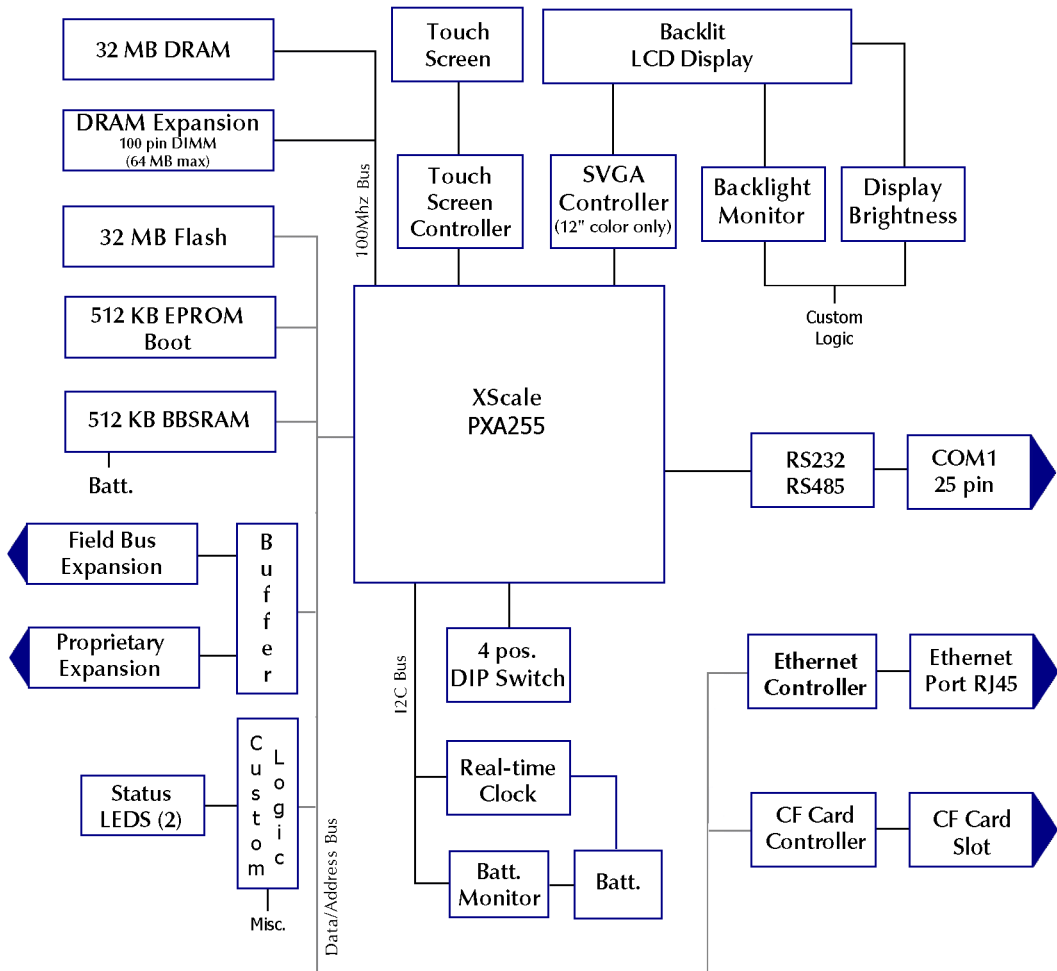 32 MB DRAM
DRAM Expansion
100 pin DIMM
(64 MB max)
32 MB Flash
512 KB EPROM
Boot
512 KB BBSRAM
Batt.
Field Bus
Expansion
Proprietary
Expansion
Buffer
Status
LEDS (2)
Custom
Logic
Misc.
Data/Address Bus
100Mhz Bus
Touch
Screen
Touch
Screen
Controller
Backlit
LCD Display
SVGA
Controller
(12" color only)
Backlight
Monitor
Display
Brightness
Custom
Logic
XScale
PXA255
RS232
RS485
COM1
25 pin
I2C Bus
4 pos.
DIP Switch
Real-time
Clock
Batt.
Monitor
Batt.
Ethernet
Controller
Ethernet
Port RJ45
CF Card
Controller
CF Card
Slot